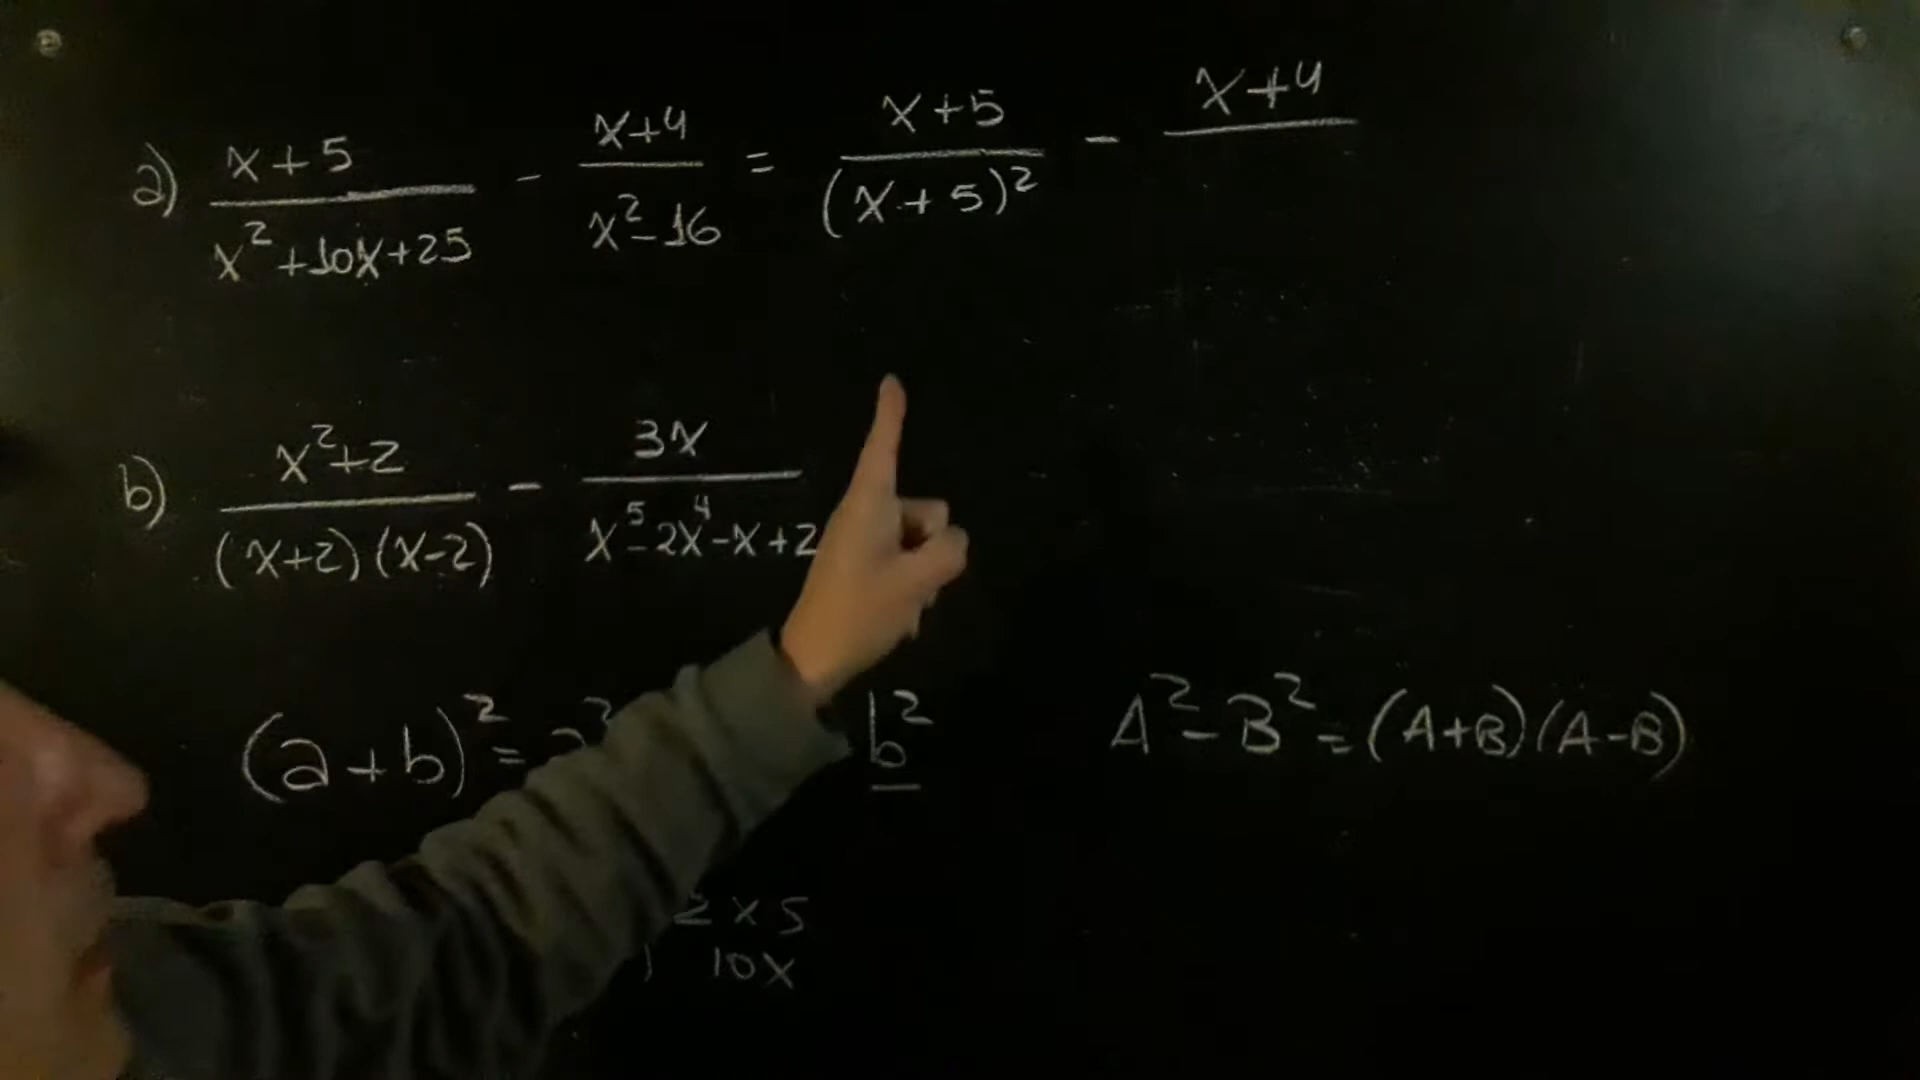 a) (x+5)/(x²+10x+25) - (x+4)/(x²-16) = (x+5)/(x+5)² - x+4
b) (x²+2)/((x+2)(x-2)) - 3x/(x⁵-2x⁴-x+2
(a+b)² = a² b²
A²-B²=(A+B)(A-B)
2x5
10x